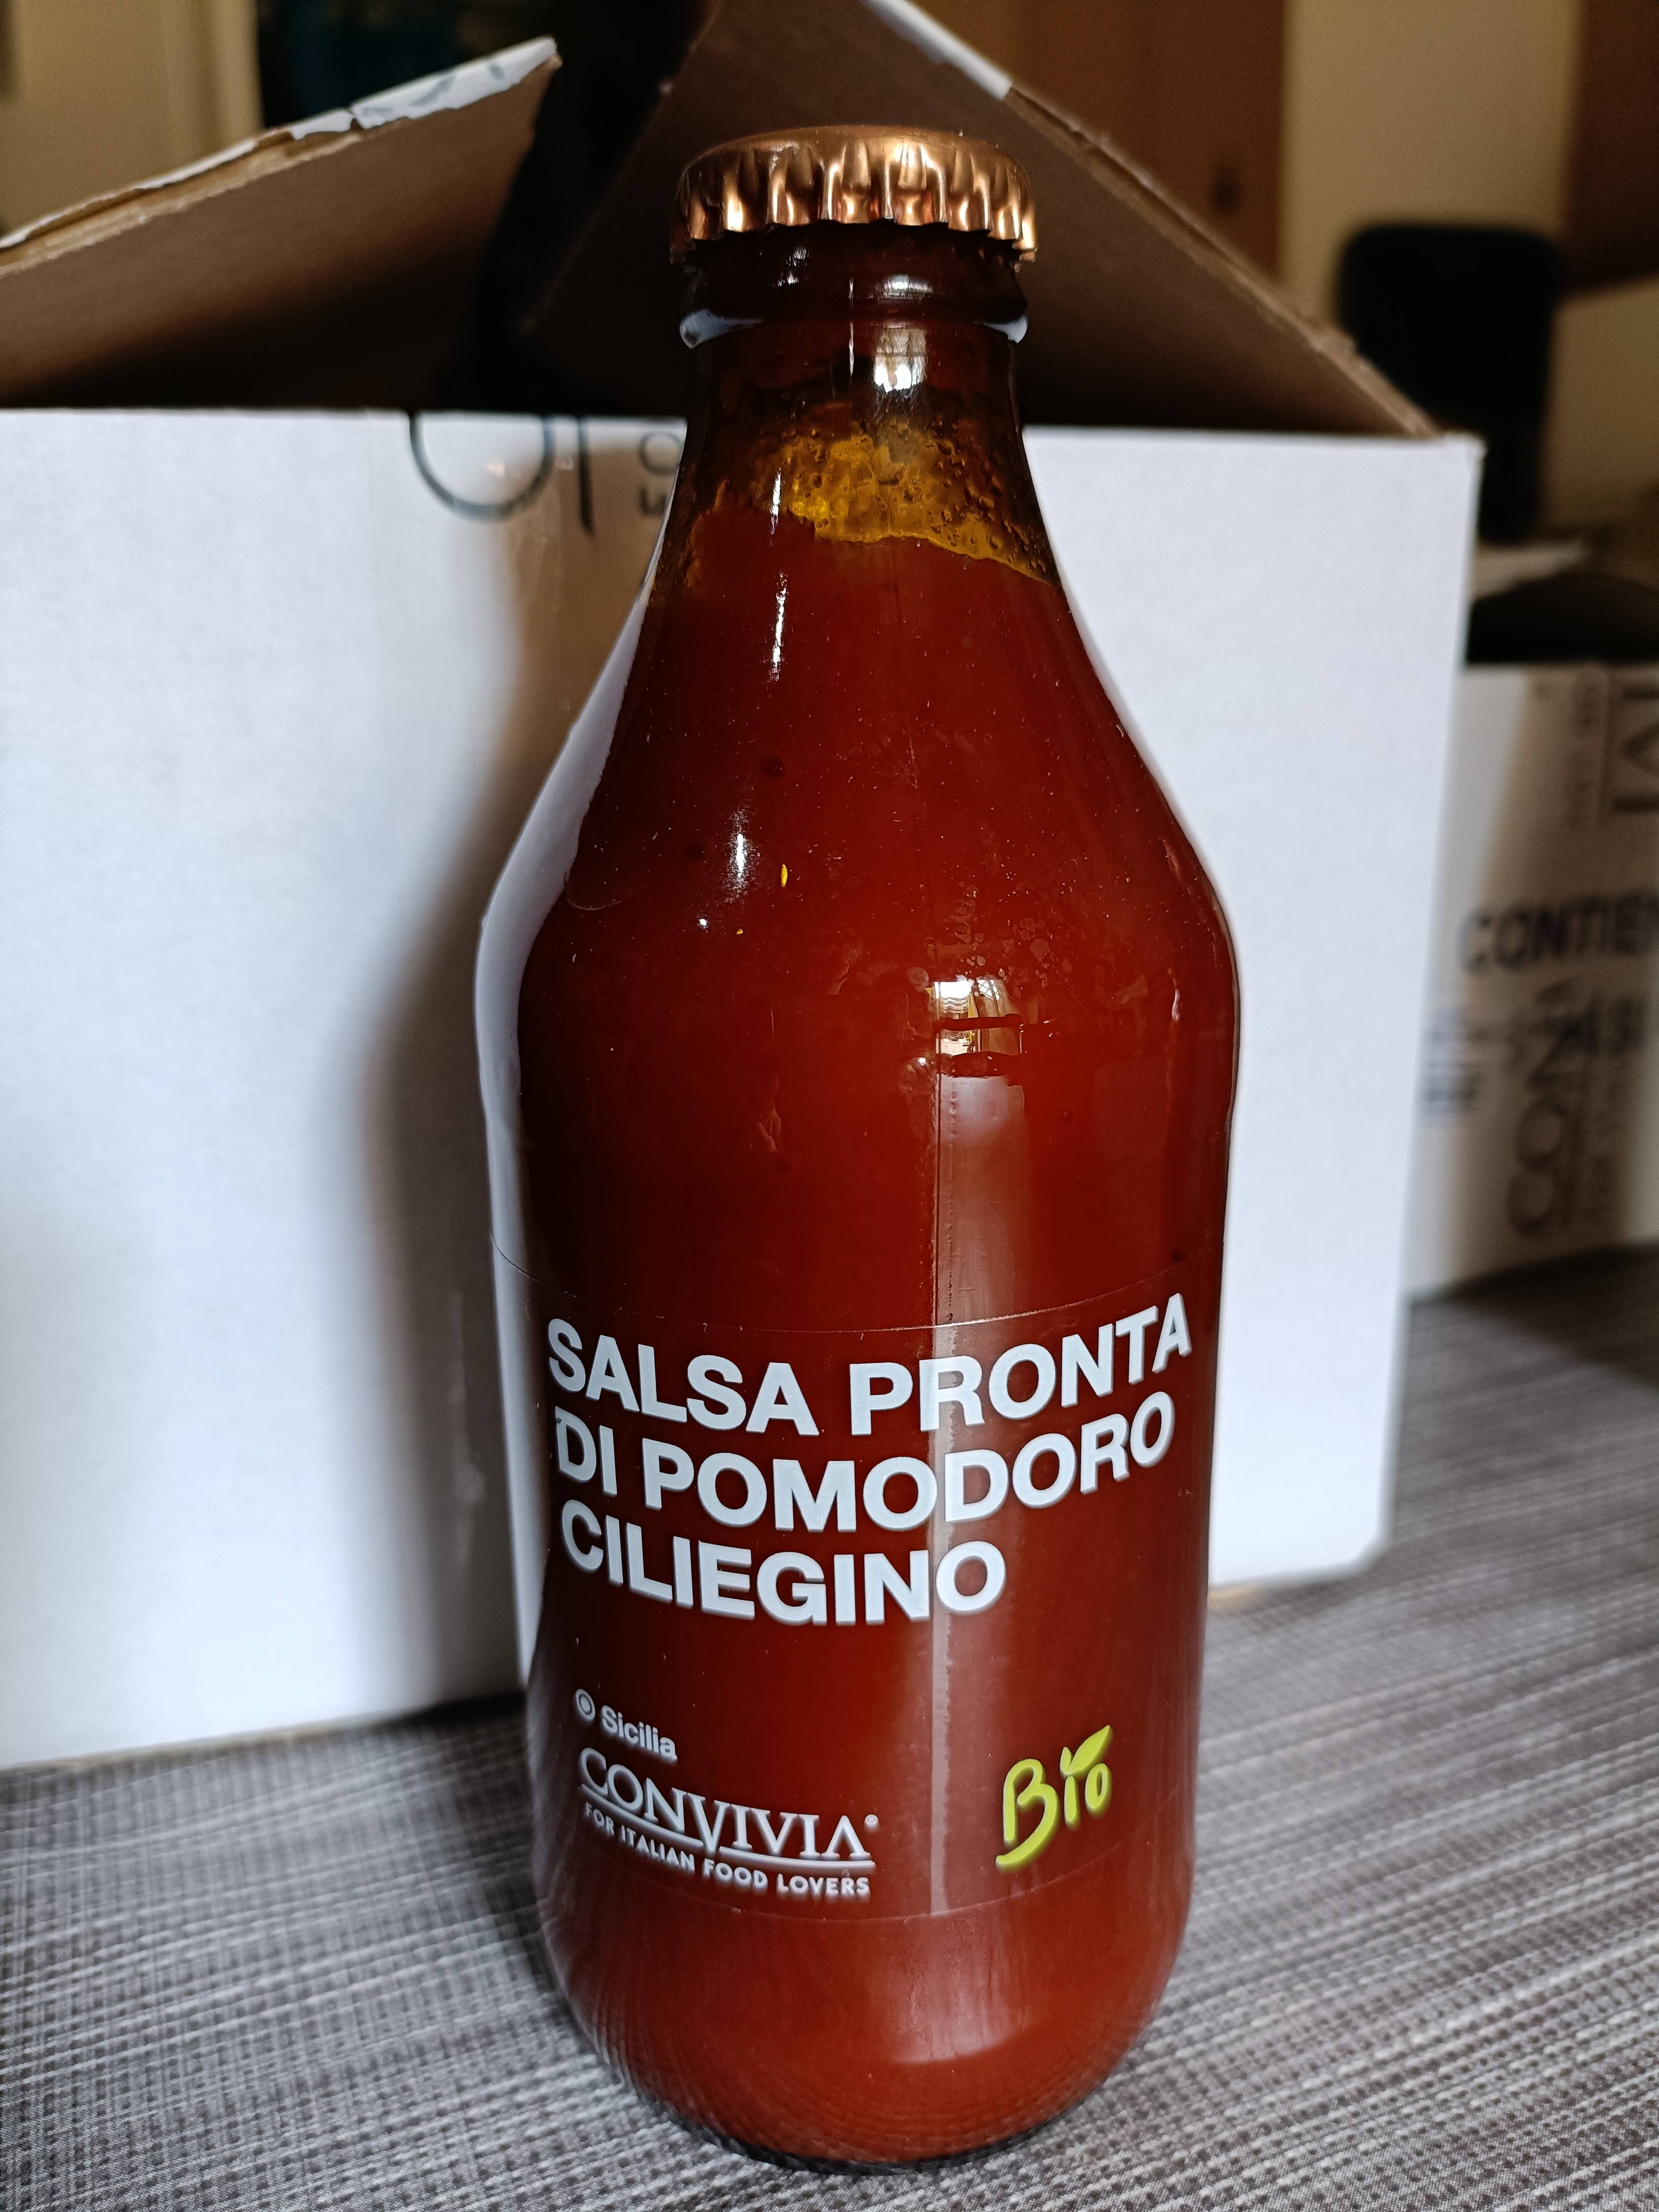 SALSA PRONTA
DI POMODORO
CILIEGINO
Sicilia
CONVIVIA®
FOR ITALIAN FOOD LOVERS
Bio